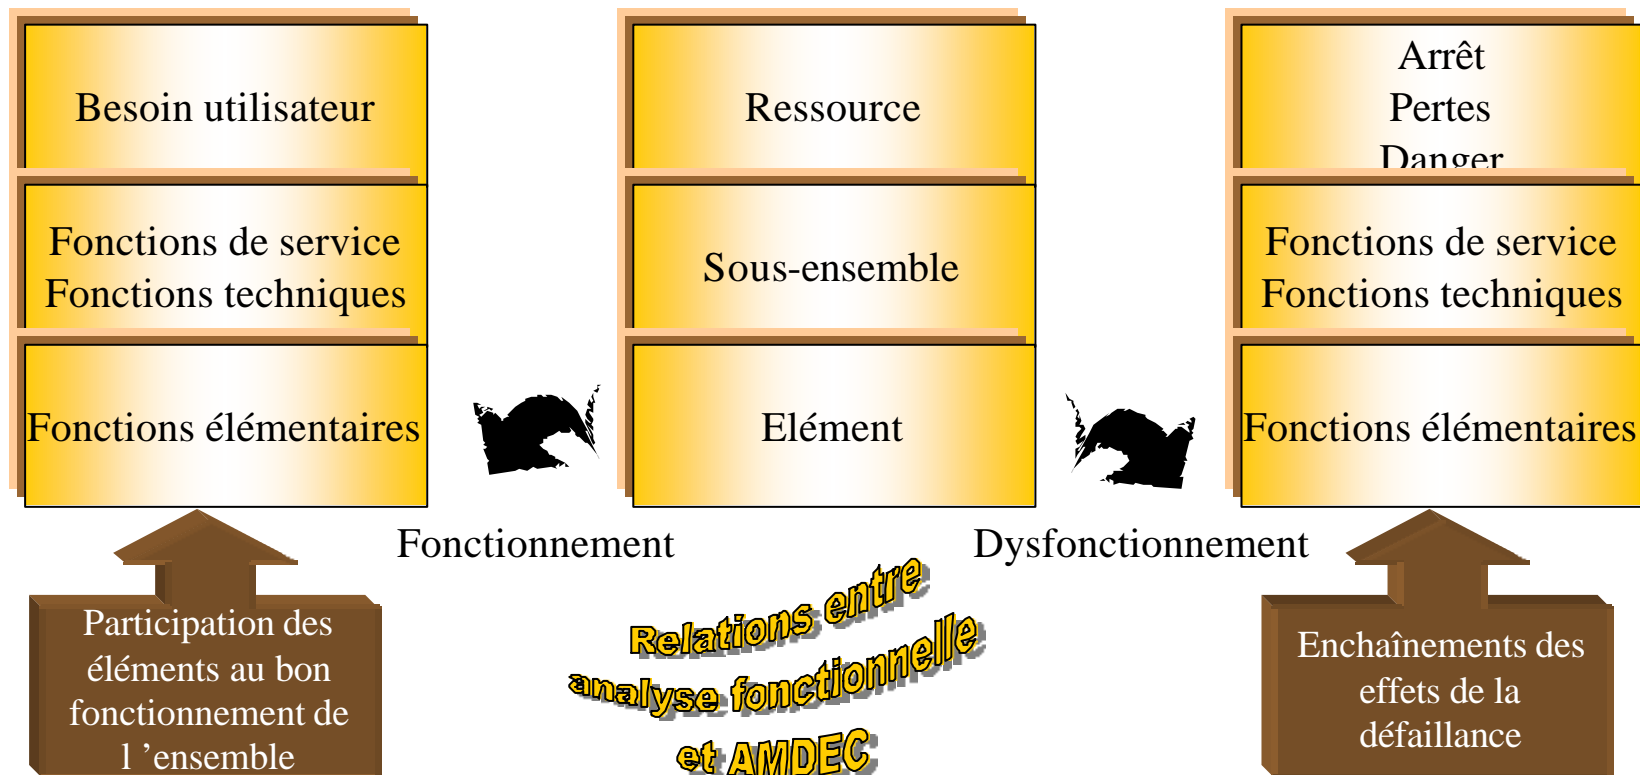 Besoin utilisateur
Fonctions de service
Fonctions techniques
Fonctions élémentaires
Ressource
Sous-ensemble
Elément
Arrêt
Pertes
Danger
Fonctions de service
Fonctions techniques
Fonctions élémentaires
Fonctionnement
Dysfonctionnement
Participation des
éléments au bon
fonctionnement de
l ’ensemble
Relations entre
analyse fonctionnelle
et AMDEC
Enchaînements des
effets de la
défaillance